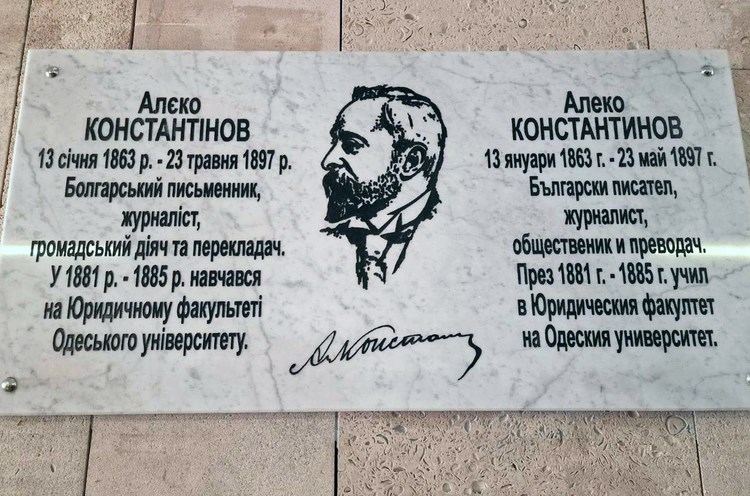 Алєко
КОНСТАНТІНОВ
13 січня 1863 р. - 23 травня 1897 р.
Болгарський письменник,
журналіст,
громадський діяч та перекладач.
У 1881 р. - 1885 р. навчався
на Юридичному факультеті
Одеського університету.
Алеко
КОНСТАНТИНОВ
13 януари 1863 г. - 23 май 1897 г.
Български писател,
журналист,
общественик и преводач.
През 1881 г. - 1885 г. учил
в Юридическия факултет
на Одеския университет.